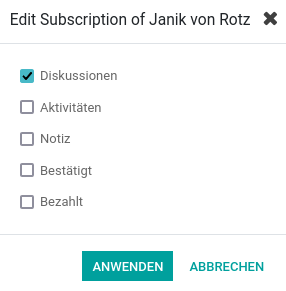 Edit Subscription of Janik von Rotz
Diskussionen
Aktivitäten
Notiz
Bestätigt
Bezahlt
ANWENDEN ABBRECHEN